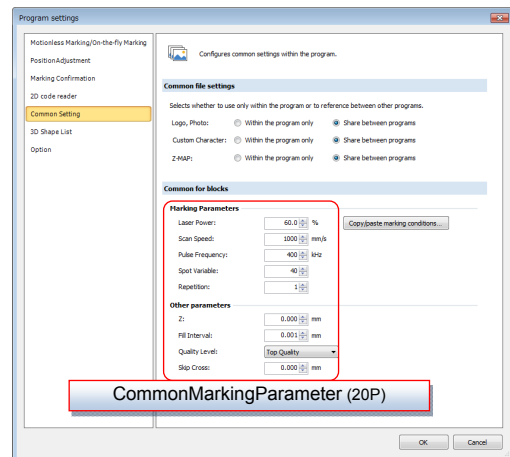 Program settings
Motionless Marking/On-the-fly Marking
PositionAdjustment
Marking Confirmation
2D code reader
Common Setting
3D Shape List
Option
Configures common settings within the program.
Common file settings
Selects whether to use only within the program or to reference between other programs.
Logo, Photo: Within the program only Share between programs
Custom Character: Within the program only Share between programs
Z-MAP: Within the program only Share between programs
Common for blocks
Marking Parameters
Laser Power: 60.0 % Copy/paste marking conditions...
Scan Speed: 1000 mm/s
Pulse Frequency: 400 kHz
Spot Variable: 40
Repetition: 1
Other parameters
Z: 0.000 mm
Fill Interval: 0.001 mm
Quality Level: Top Quality
Skip Cross: 0.000 mm
CommonMarkingParameter (20P)
OK Cancel